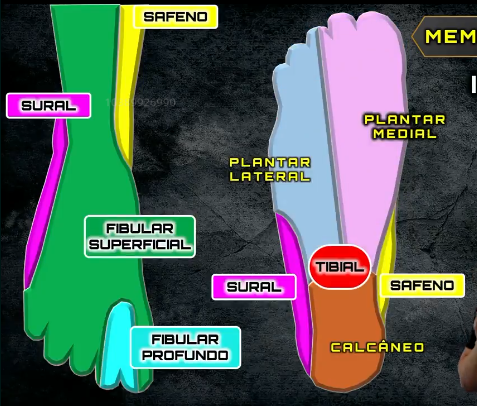 SAFENO
MEM
SURAL
PLANTAR
MEDIAL
PLANTAR
LATERAL
FIBULAR
SUPERFICIAL
TIBIAL
SURAL
SAFENO
FIBULAR
PROFUNDO
CALCÂNEO